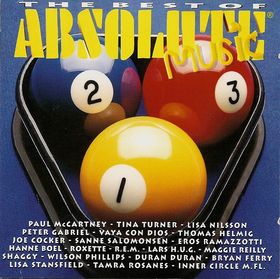 THE BEST OF
ABSOLUTE®
MUSIC
2
3
1
PAUL McCARTNEY - TINA TURNER - LISA NILSSON
PETER GABRIEL - VAYA CON DIOS - THOMAS HELMIG
JOE COCKER - SANNE SALOMONSEN - EROS RAMAZZOTTI
HANNE BOEL - ROXETTE - R.E.M. - LARS H.U.G. - MAGGIE REILLY
SHAGGY - WILSON PHILLIPS - DURAN DURAN - BRYAN FERRY
LISA STANSFIELD - TAMRA ROSANES - INNER CIRCLE M.FL.